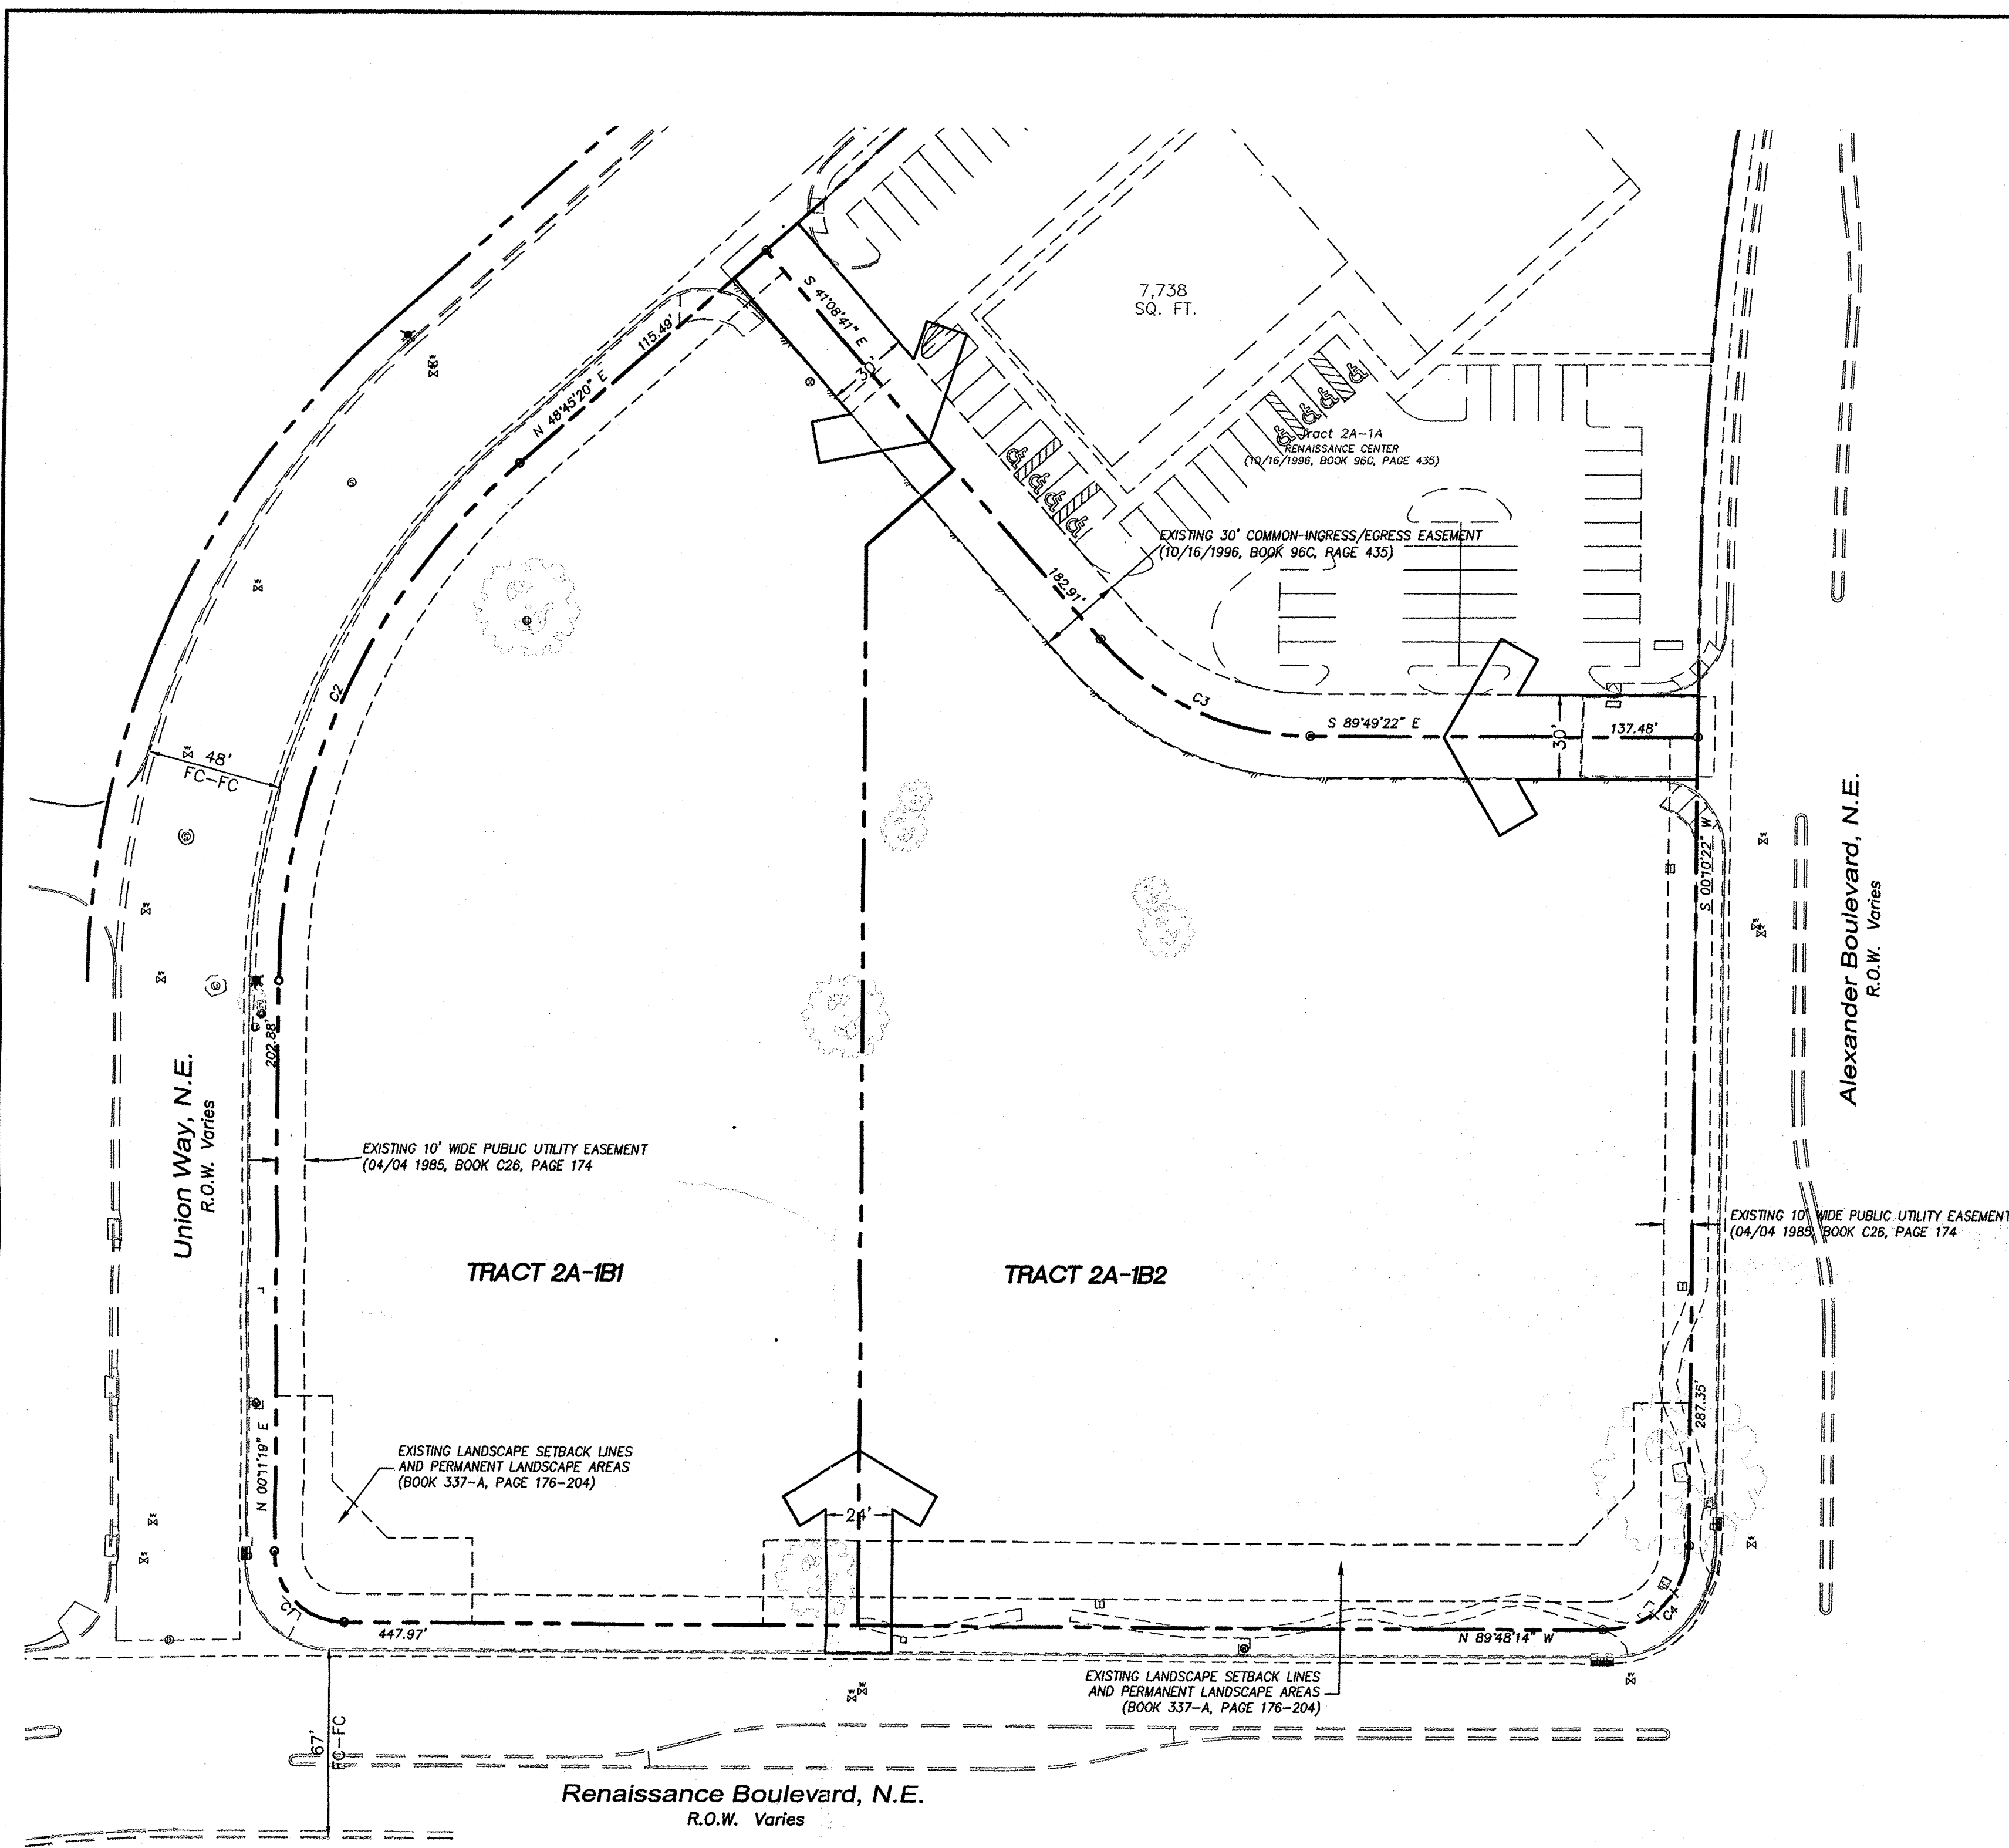 7,738
SQ. FT.
S 41°08'41" E
30'
115.49'
N 48°45'20" E
Tract 2A-1A
RENAISSANCE CENTER
(10/16/1996, BOOK 96C, PAGE 435)
EXISTING 30' COMMON INGRESS/EGRESS EASEMENT
(10/16/1996, BOOK 96C, PAGE 435)
182.91'
C2
C3
S 89°49'22" E
30'
137.48'
48'
FC-FC
S 00°10'22" W
Alexander Boulevard, N.E.
R.O.W. Varies
202.88'
Union Way, N.E.
R.O.W. Varies
EXISTING 10' WIDE PUBLIC UTILITY EASEMENT
(04/04 1985, BOOK C26, PAGE 174
EXISTING 10' WIDE PUBLIC UTILITY EASEMENT
(04/04 1985, BOOK C26, PAGE 174
TRACT 2A-1B1
TRACT 2A-1B2
287.35'
N 00°11'19" E
EXISTING LANDSCAPE SETBACK LINES
AND PERMANENT LANDSCAPE AREAS
(BOOK 337-A, PAGE 176-204)
24'
C1
C4
447.97'
N 89°48'14" W
EXISTING LANDSCAPE SETBACK LINES
AND PERMANENT LANDSCAPE AREAS
(BOOK 337-A, PAGE 176-204)
67'
FC-FC
Renaissance Boulevard, N.E.
R.O.W. Varies